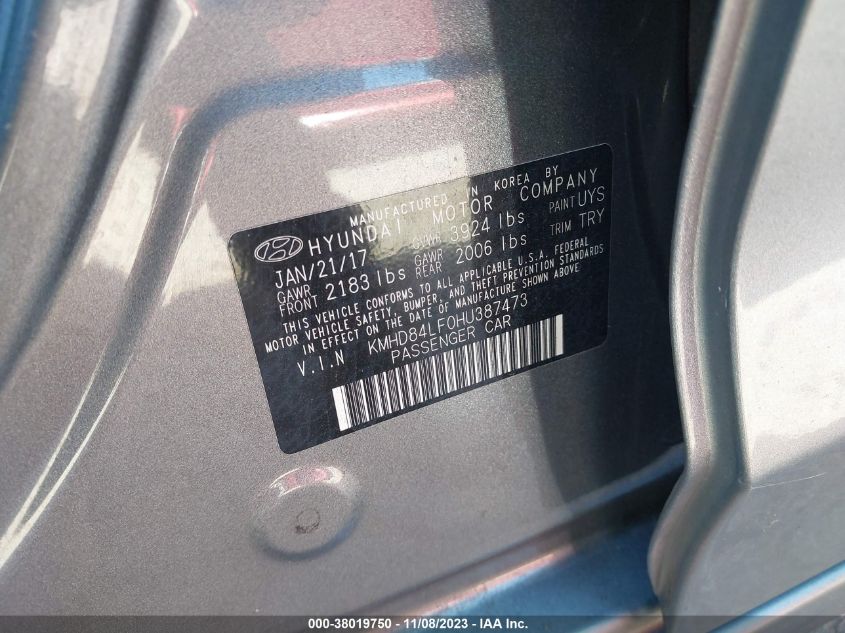 MANUFACTURED IN KOREA BY
HYUNDAI MOTOR COMPANY
JAN/21/17 GVWR 3924 lbs PAINT UYS
GAWR FRONT 2183 lbs GAWR REAR 2006 lbs TRIM TRY
THIS VEHICLE CONFORMS TO ALL APPLICABLE U.S.A. FEDERAL
MOTOR VEHICLE SAFETY, BUMPER, AND THEFT PREVENTION STANDARDS
IN EFFECT ON THE DATE OF MANUFACTURE SHOWN ABOVE
V.I.N KMHD84LF0HU387473
PASSENGER CAR
000-38019750 - 11/08/2023 - IAA Inc.